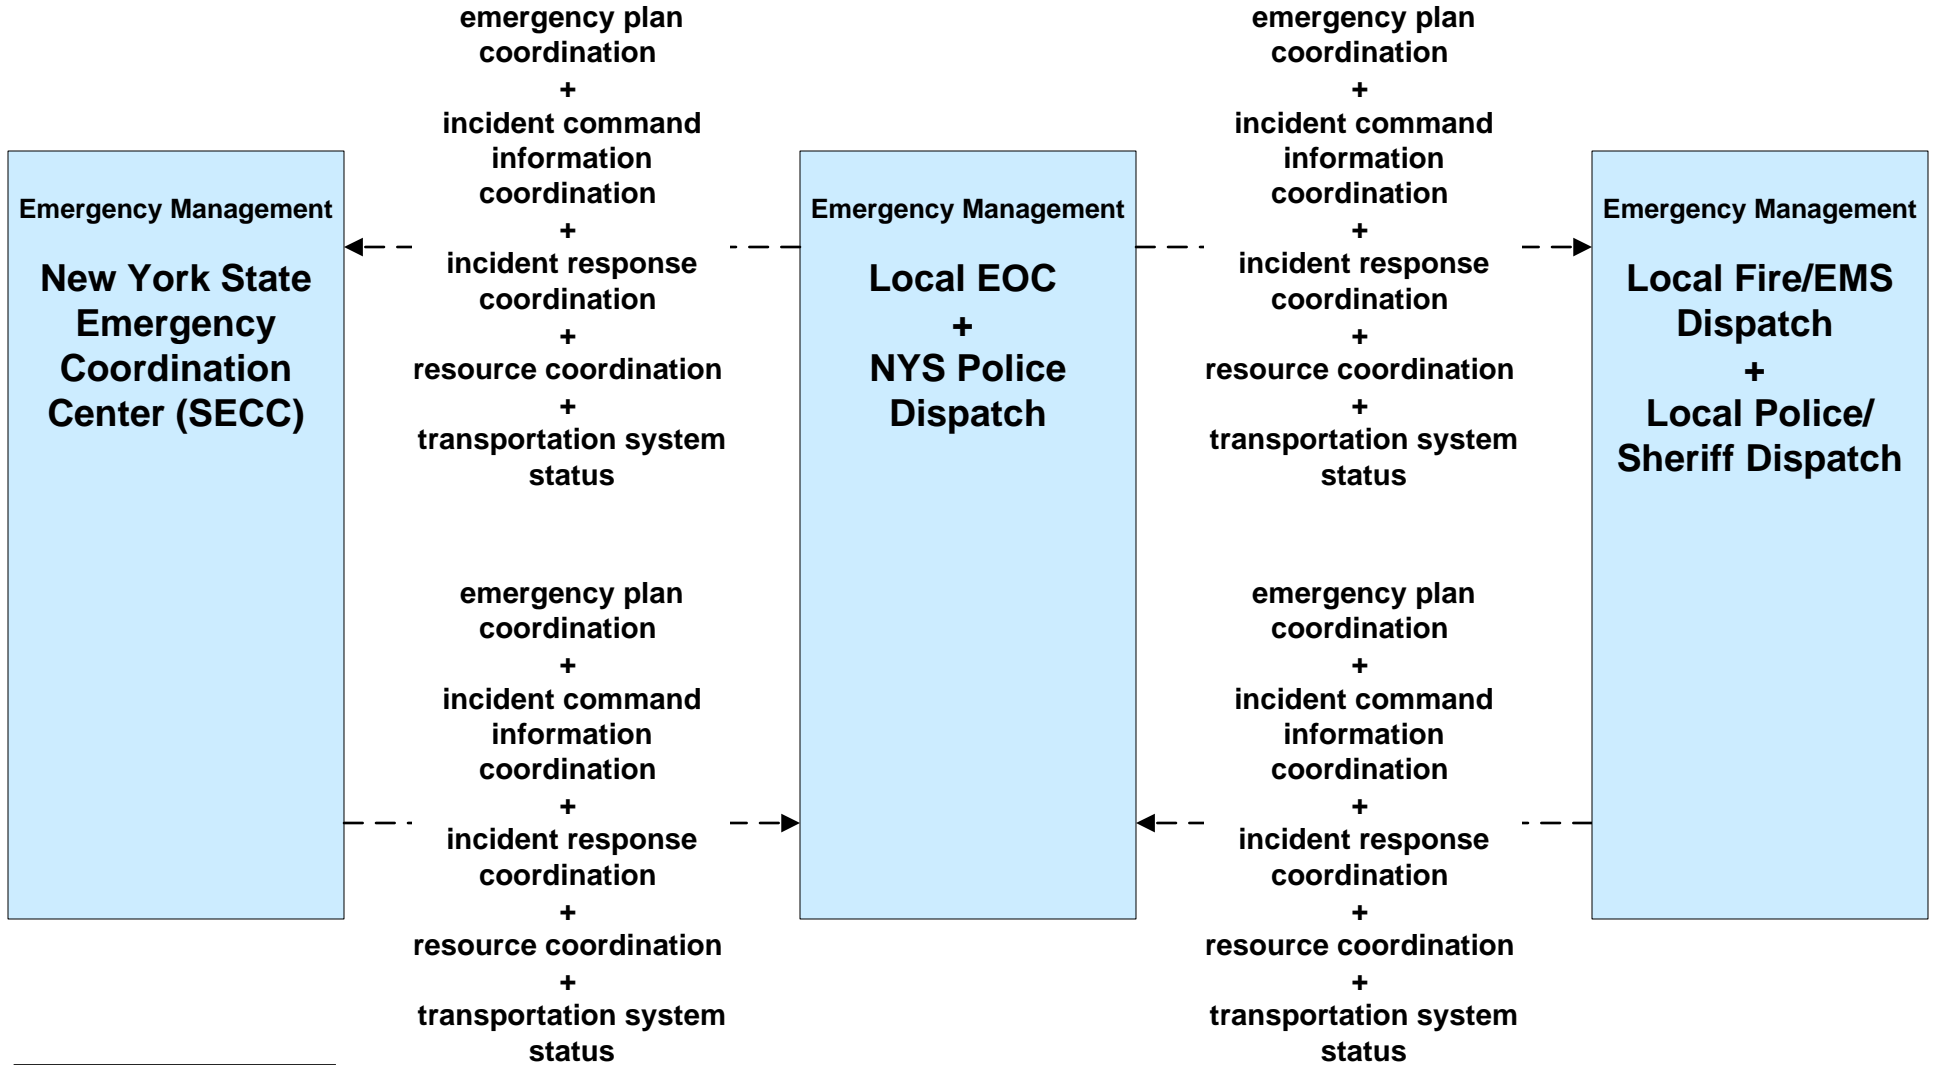 Emergency Management
New York State
Emergency
Coordination
Center (SECC)
emergency plan
coordination
+
incident command
information
coordination
+
incident response
coordination
+
resource coordination
+
transportation system
status
emergency plan
coordination
+
incident command
information
coordination
+
incident response
coordination
+
resource coordination
+
transportation system
status
Emergency Management
Local EOC
+
NYS Police
Dispatch
emergency plan
coordination
+
incident command
information
coordination
+
incident response
coordination
+
resource coordination
+
transportation system
status
emergency plan
coordination
+
incident command
information
coordination
+
incident response
coordination
+
resource coordination
+
transportation system
status
Emergency Management
Local Fire/EMS
Dispatch
+
Local Police/
Sheriff Dispatch